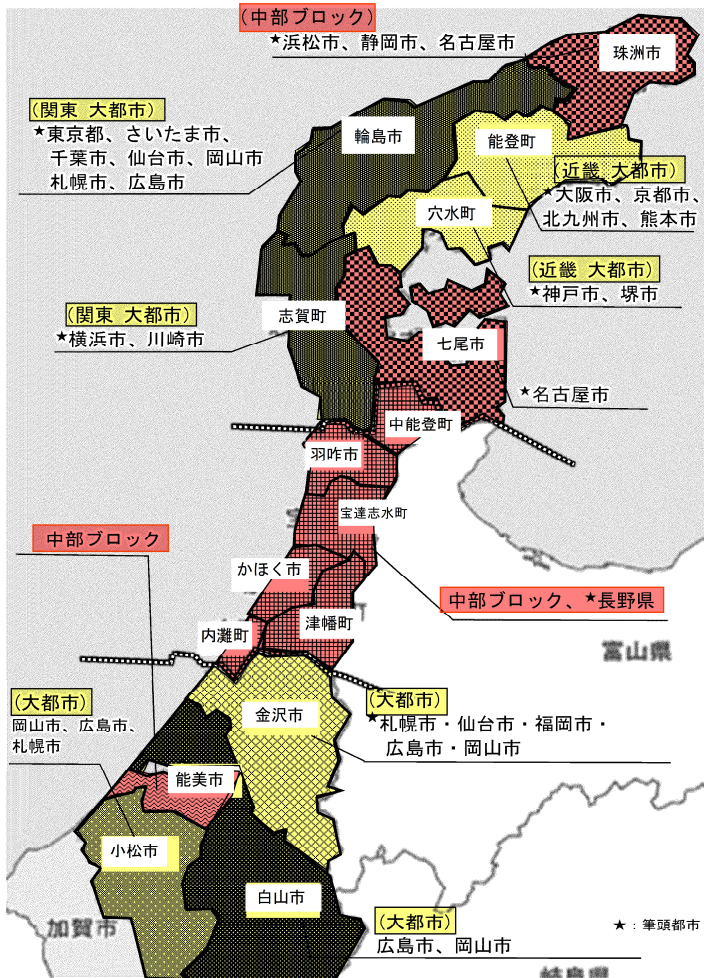 (中部ブロック)
★浜松市、静岡市、名古屋市
珠洲市
(関東 大都市)
★東京都、さいたま市、
千葉市、仙台市、岡山市
札幌市、広島市
輪島市
能登町
(近畿 大都市)
★大阪市、京都市、
北九州市、熊本市
穴水町
(近畿 大都市)
★神戸市、堺市
(関東 大都市)
★横浜市、川崎市
志賀町
七尾市
★名古屋市
中能登町
羽咋市
宝達志水町
中部ブロック
かほく市
中部ブロック、★長野県
津幡町
内灘町
富山県
(大都市)
岡山市、広島市、
札幌市
金沢市
(大都市)
★札幌市・仙台市・福岡市・
広島市・岡山市
能美市
小松市
白山市
(大都市)
広島市、岡山市
★：筆頭都市
加賀市
岐阜県